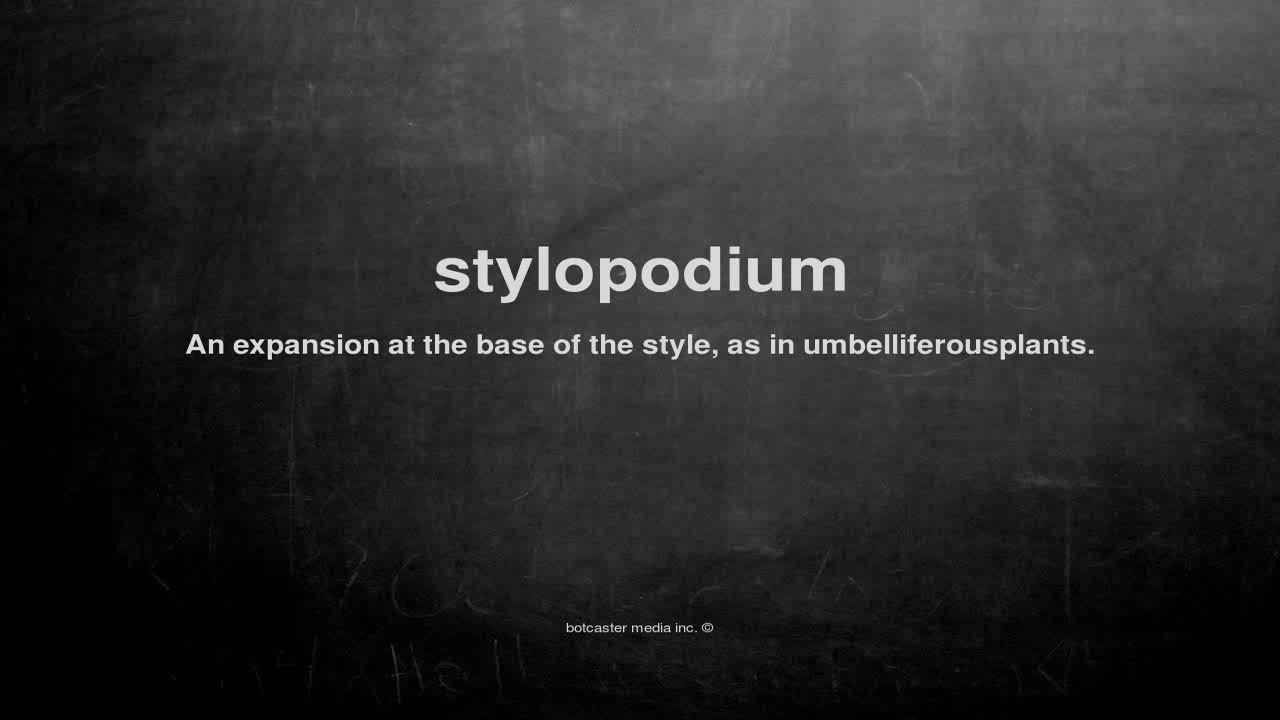 stylopodium
An expansion at the base of the style, as in umbelliferousplants.
botcaster media inc. ©